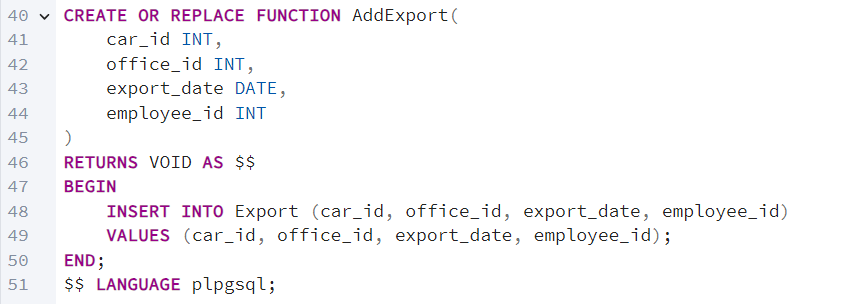 40 CREATE OR REPLACE FUNCTION AddExport(
41     car_id INT,
42     office_id INT,
43     export_date DATE,
44     employee_id INT
45 )
46 RETURNS VOID AS $$
47 BEGIN
48     INSERT INTO Export (car_id, office_id, export_date, employee_id)
49     VALUES (car_id, office_id, export_date, employee_id);
50 END;
51 $$ LANGUAGE plpgsql;